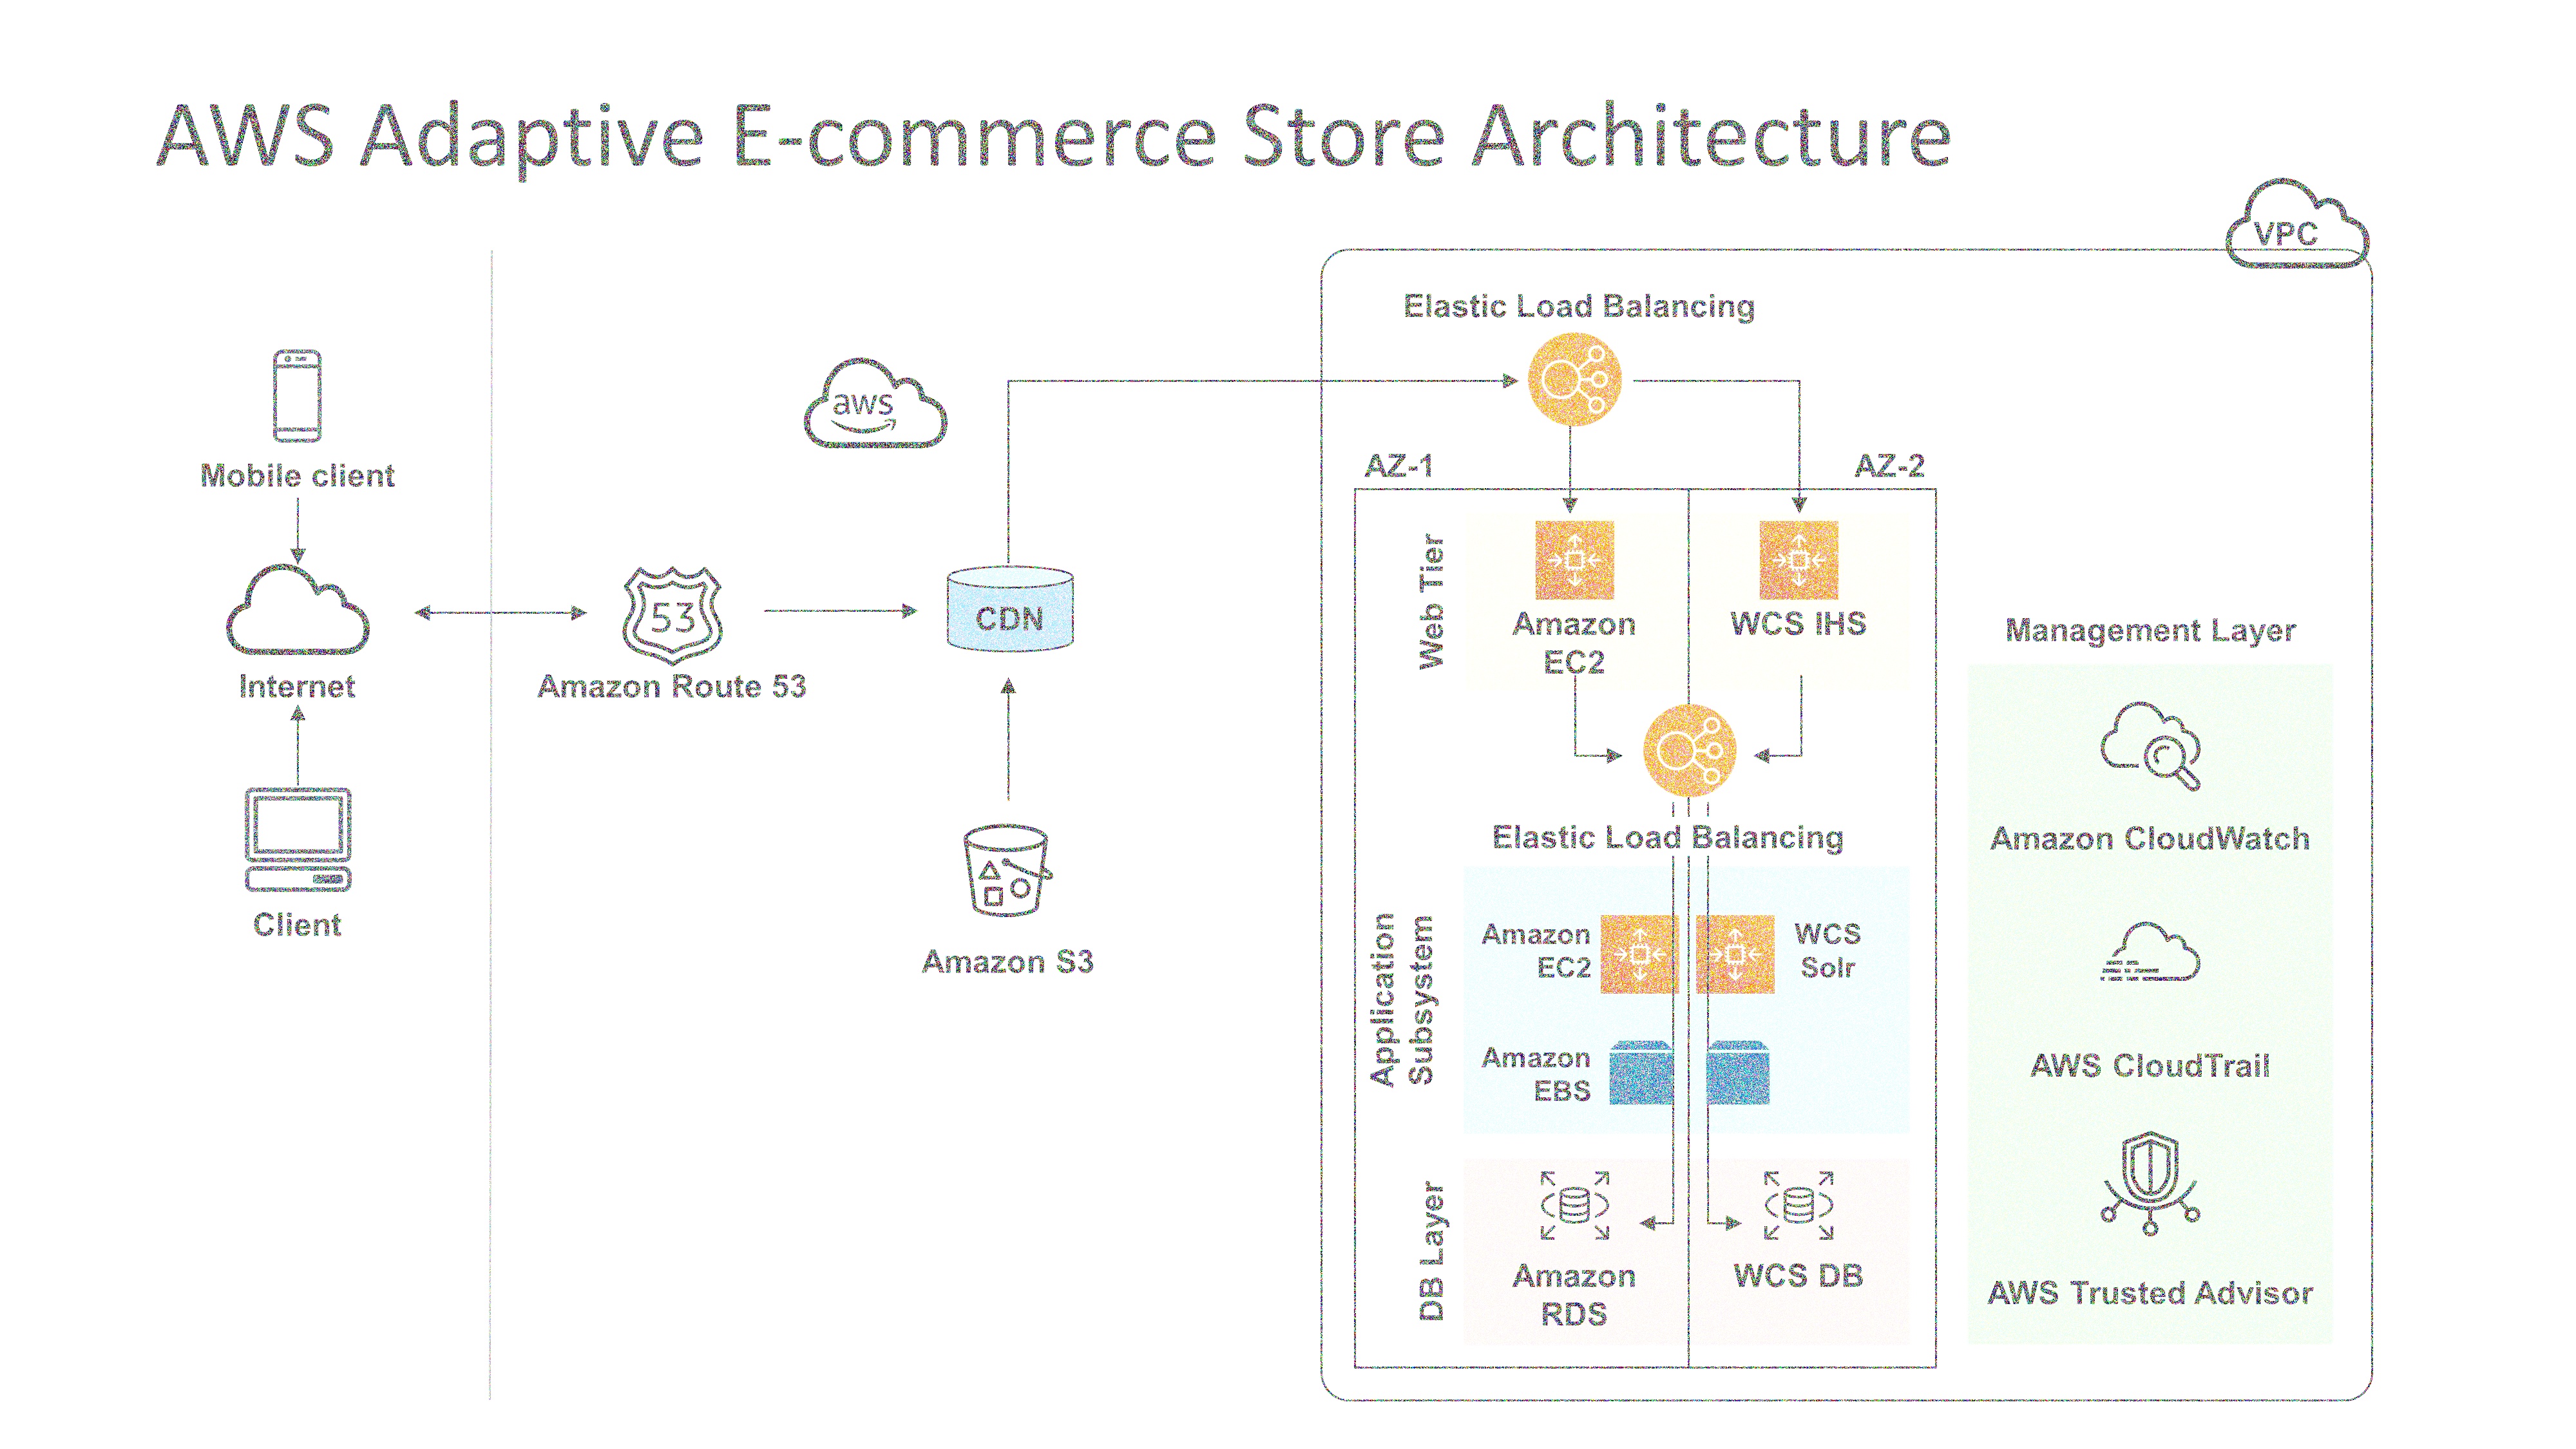 AWS Adaptive E-commerce Store Architecture
VPC
Elastic Load Balancing
aws
Mobile client
AZ-1
AZ-2
Web Tier
53
CDN
Amazon
EC2
WCS IHS
Management Layer
Internet
Amazon Route 53
Elastic Load Balancing
Amazon CloudWatch
Client
Amazon S3
Application
Subsystem
Amazon
EC2
WCS
Solr
Amazon
EBS
AWS CloudTrail
DB Layer
Amazon
RDS
WCS DB
AWS Trusted Advisor